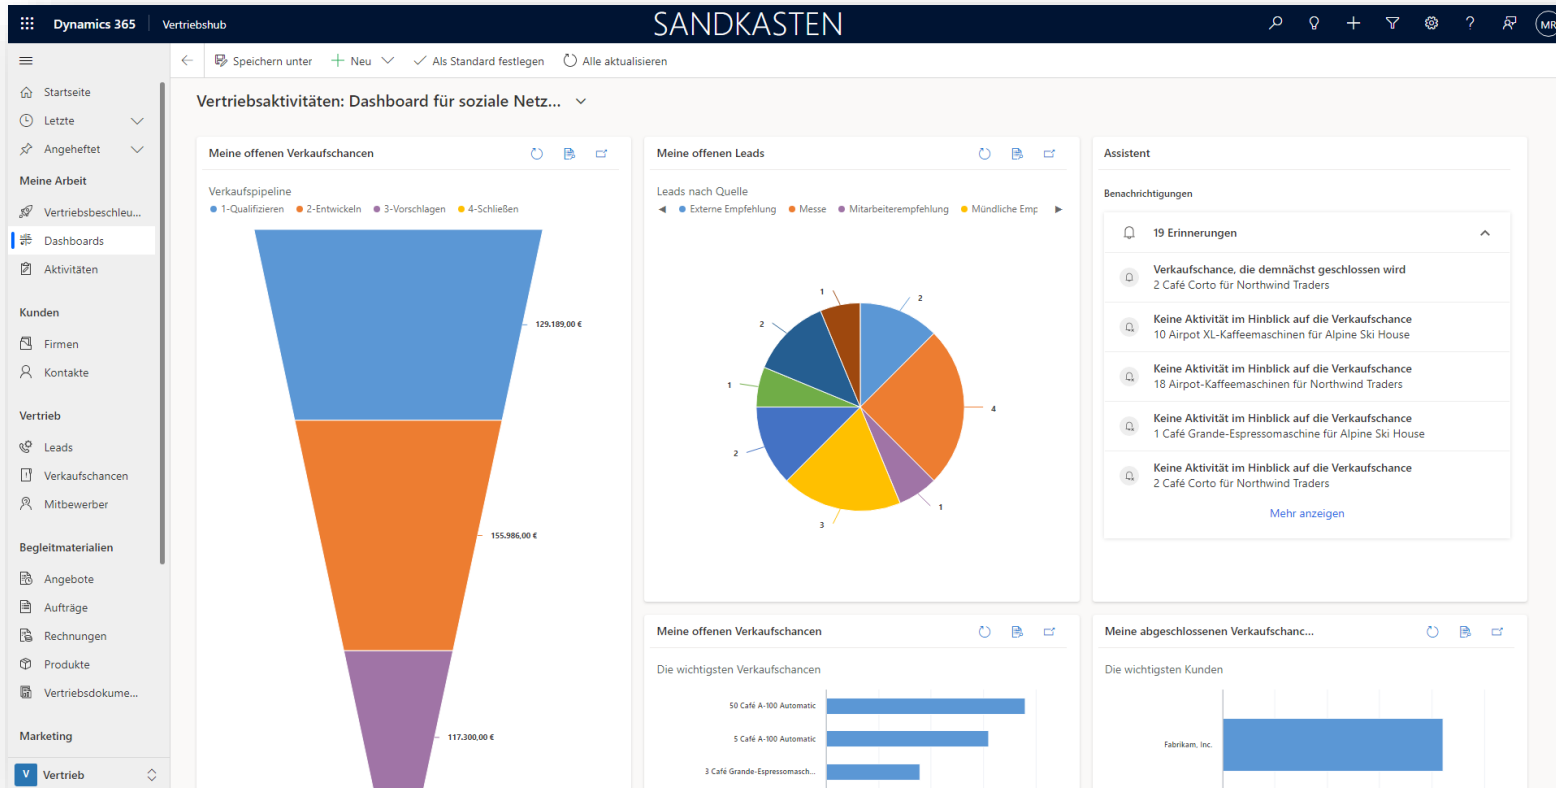 Dynamics 365
Vertriebshub
SANDKASTEN
MR
Speichern unter
Neu
Als Standard festlegen
Alle aktualisieren
Startseite
Letzte
Angeheftet
Meine Arbeit
Vertriebsbeschleu...
Dashboards
Aktivitäten
Kunden
Firmen
Kontakte
Vertrieb
Leads
Verkaufschancen
Mitbewerber
Begleitmaterialien
Angebote
Aufträge
Rechnungen
Produkte
Vertriebsdokume...
Marketing
V Vertrieb
Vertriebsaktivitäten: Dashboard für soziale Netz...
Meine offenen Verkaufschancen
Verkaufspipeline
1-Qualifizieren 2-Entwickeln 3-Vorschlagen 4-Schließen
129.189,00 €
155.986,00 €
117.300,00 €
Meine offenen Leads
Leads nach Quelle
Externe Empfehlung Messe Mitarbeiterempfehlung Mündliche Emp
1
2
2
1
4
2
1
3
Assistent
Benachrichtigungen
19 Erinnerungen
Verkaufschance, die demnächst geschlossen wird
2 Café Corto für Northwind Traders
Keine Aktivität im Hinblick auf die Verkaufschance
10 Airpot XL-Kaffeemaschinen für Alpine Ski House
Keine Aktivität im Hinblick auf die Verkaufschance
18 Airpot-Kaffeemaschinen für Northwind Traders
Keine Aktivität im Hinblick auf die Verkaufschance
1 Café Grande-Espressomaschine für Alpine Ski House
Keine Aktivität im Hinblick auf die Verkaufschance
2 Café Corto für Northwind Traders
Mehr anzeigen
Meine offenen Verkaufschancen
Die wichtigsten Verkaufschancen
50 Café A-100 Automatic
5 Café A-100 Automatic
3 Café Grande-Espressomasch...
Meine abgeschlossenen Verkaufschanc...
Die wichtigsten Kunden
Fabrikam, Inc.